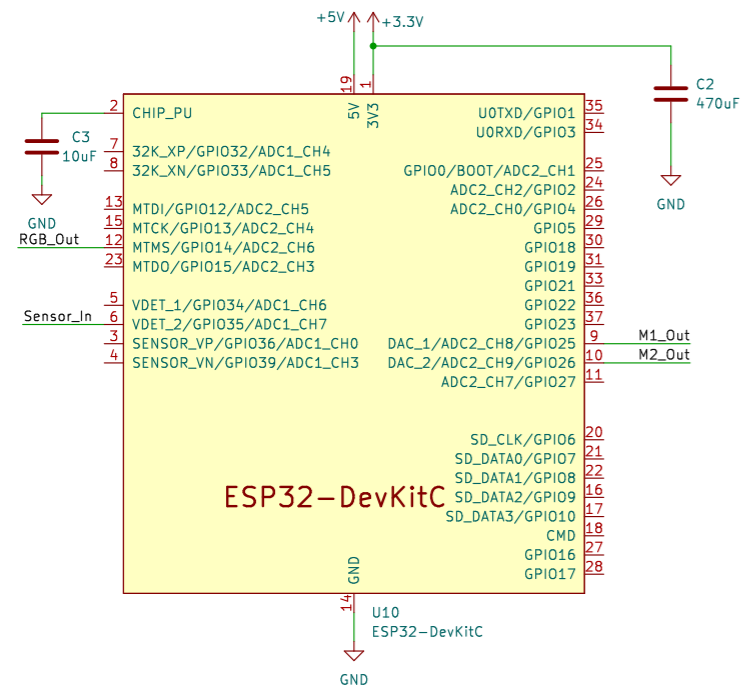 +5V
+3.3V
C2
470uF
GND
19
1
5V
3V3
2
CHIP_PU
C3
10uF
GND
7
32K_XP/GPIO32/ADC1_CH4
8
32K_XN/GPIO33/ADC1_CH5
13
MTDI/GPIO12/ADC2_CH5
15
MTCK/GPIO13/ADC2_CH4
RGB_Out
12
MTMS/GPIO14/ADC2_CH6
23
MTDO/GPIO15/ADC2_CH3
5
VDET_1/GPIO34/ADC1_CH6
Sensor_In
6
VDET_2/GPIO35/ADC1_CH7
3
SENSOR_VP/GPIO36/ADC1_CH0
4
SENSOR_VN/GPIO39/ADC1_CH3
U0TXD/GPIO1
35
U0RXD/GPIO3
34
GPIO0/BOOT/ADC2_CH1
25
ADC2_CH2/GPIO2
24
ADC2_CH0/GPIO4
26
GPIO5
29
GPIO18
30
GPIO19
31
GPIO21
33
GPIO22
36
GPIO23
37
DAC_1/ADC2_CH8/GPIO25
9
M1_Out
DAC_2/ADC2_CH9/GPIO26
10
M2_Out
ADC2_CH7/GPIO27
11
SD_CLK/GPIO6
20
SD_DATA0/GPIO7
21
SD_DATA1/GPIO8
22
SD_DATA2/GPIO9
16
SD_DATA3/GPIO10
17
CMD
18
GPIO16
27
GPIO17
28
ESP32-DevKitC
GND
14
U10
ESP32-DevKitC
GND